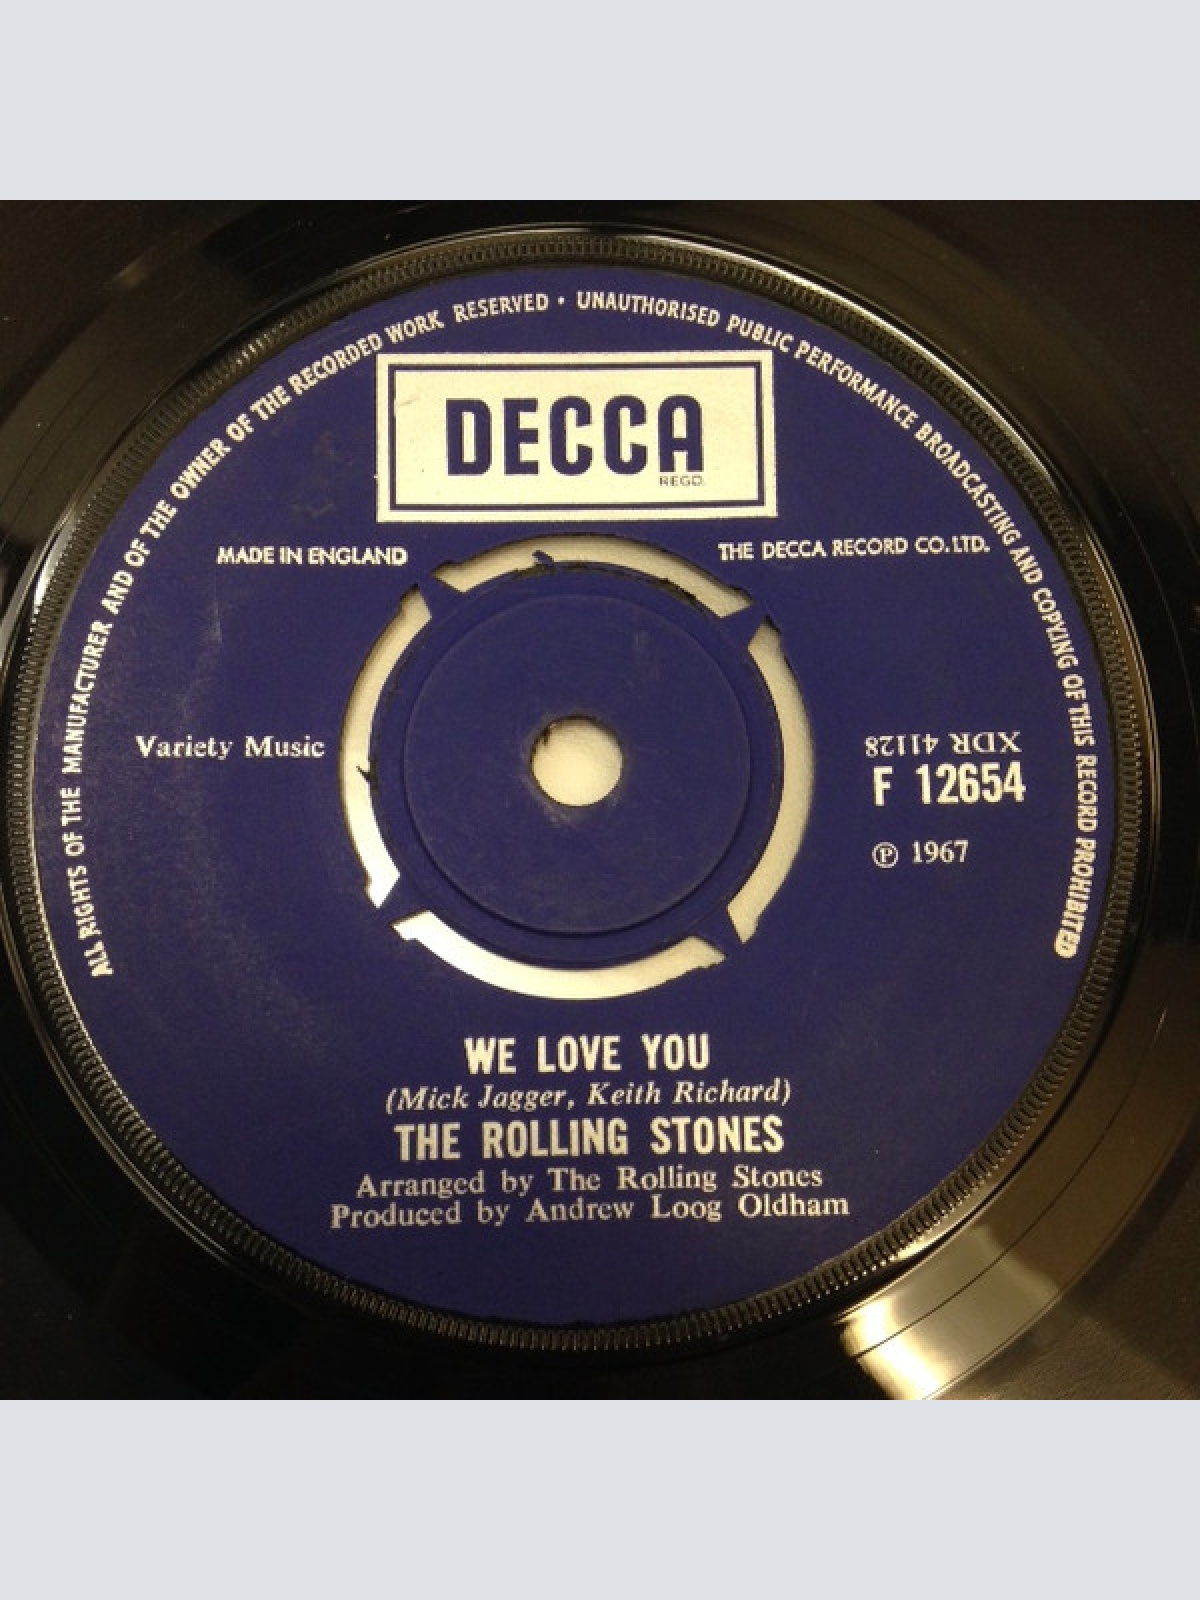 ALL RIGHTS OF THE MANUFACTURER AND OF THE OWNER OF THE RECORDED WORK RESERVED • UNAUTHORISED PUBLIC PERFORMANCE BROADCASTING AND COPYING OF THIS RECORD PROHIBITED
DECCA
REGD.
MADE IN ENGLAND
THE DECCA RECORD CO. LTD.
Variety Music
XDR 41128
F 12654
℗ 1967
WE LOVE YOU
(Mick Jagger, Keith Richard)
THE ROLLING STONES
Arranged by The Rolling Stones
Produced by Andrew Loog Oldham